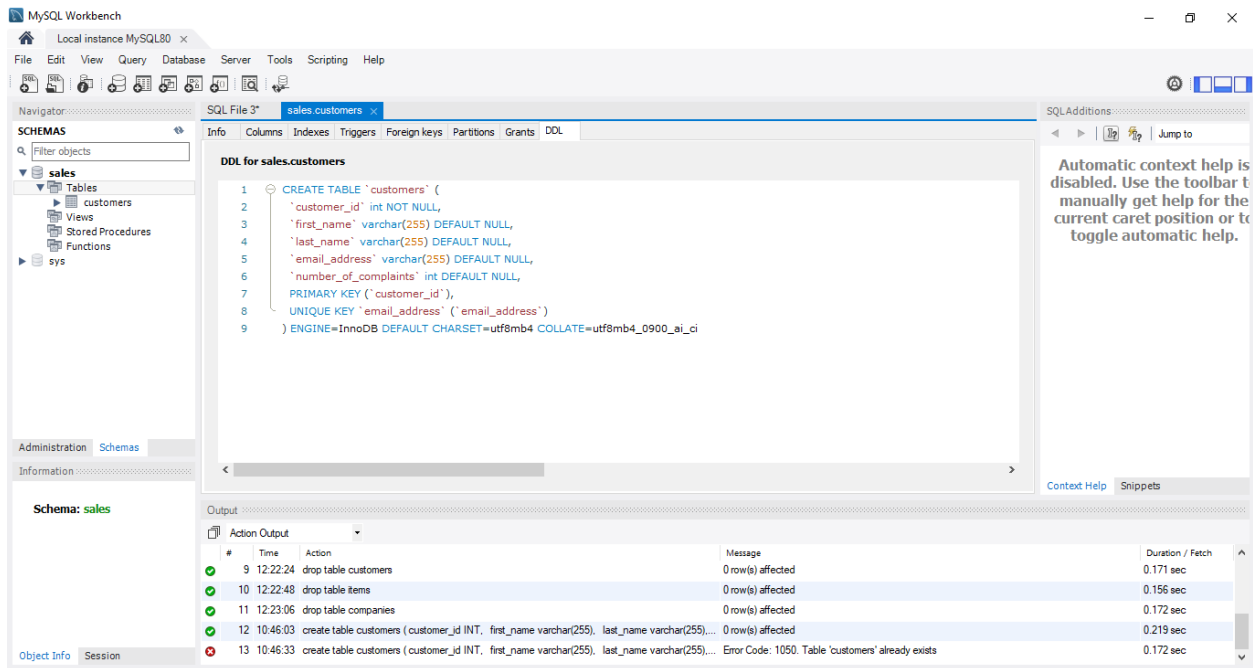 MySQL Workbench
Local instance MySQL80
File Edit View Query Database Server Tools Scripting Help
Navigator
SCHEMAS
Filter objects
sales
Tables
customers
Views
Stored Procedures
Functions
sys
Administration Schemas
Information
Schema: sales
Object Info Session
SQL File 3* sales.customers
Info Columns Indexes Triggers Foreign keys Partitions Grants DDL
DDL for sales.customers
1 CREATE TABLE `customers` (
2 `customer_id` int NOT NULL,
3 `first_name` varchar(255) DEFAULT NULL,
4 `last_name` varchar(255) DEFAULT NULL,
5 `email_address` varchar(255) DEFAULT NULL,
6 `number_of_complaints` int DEFAULT NULL,
7 PRIMARY KEY (`customer_id`),
8 UNIQUE KEY `email_address` (`email_address`)
9 ) ENGINE=InnoDB DEFAULT CHARSET=utf8mb4 COLLATE=utf8mb4_0900_ai_ci
SQLAdditions
Jump to
Automatic context help is
disabled. Use the toolbar t
manually get help for the
current caret position or to
toggle automatic help.
Context Help Snippets
Output
Action Output
# Time Action Message Duration / Fetch
9 12:22:24 drop table customers 0 row(s) affected 0.171 sec
10 12:22:48 drop table items 0 row(s) affected 0.156 sec
11 12:23:06 drop table companies 0 row(s) affected 0.172 sec
12 10:46:03 create table customers ( customer_id INT, first_name varchar(255), last_name varchar(255),... 0 row(s) affected 0.219 sec
13 10:46:33 create table customers ( customer_id INT, first_name varchar(255), last_name varchar(255),... Error Code: 1050. Table 'customers' already exists 0.172 sec